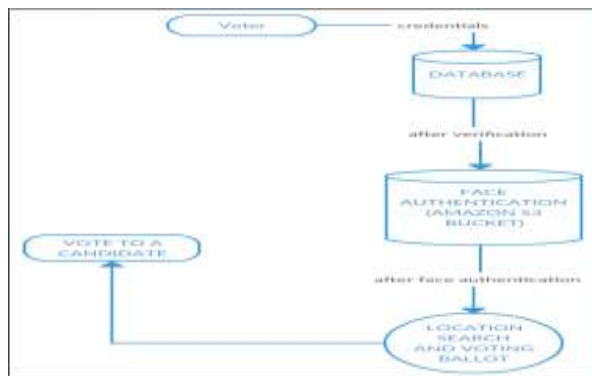 Voter
credentials
DATABASE
after verification
FACE
AUTHENTICATION
(AMAZON S3
BUCKET)
VOTE TO A
CANDIDATE
after face authentication
LOCATION
SEARCH
AND VOTING
BALLOT